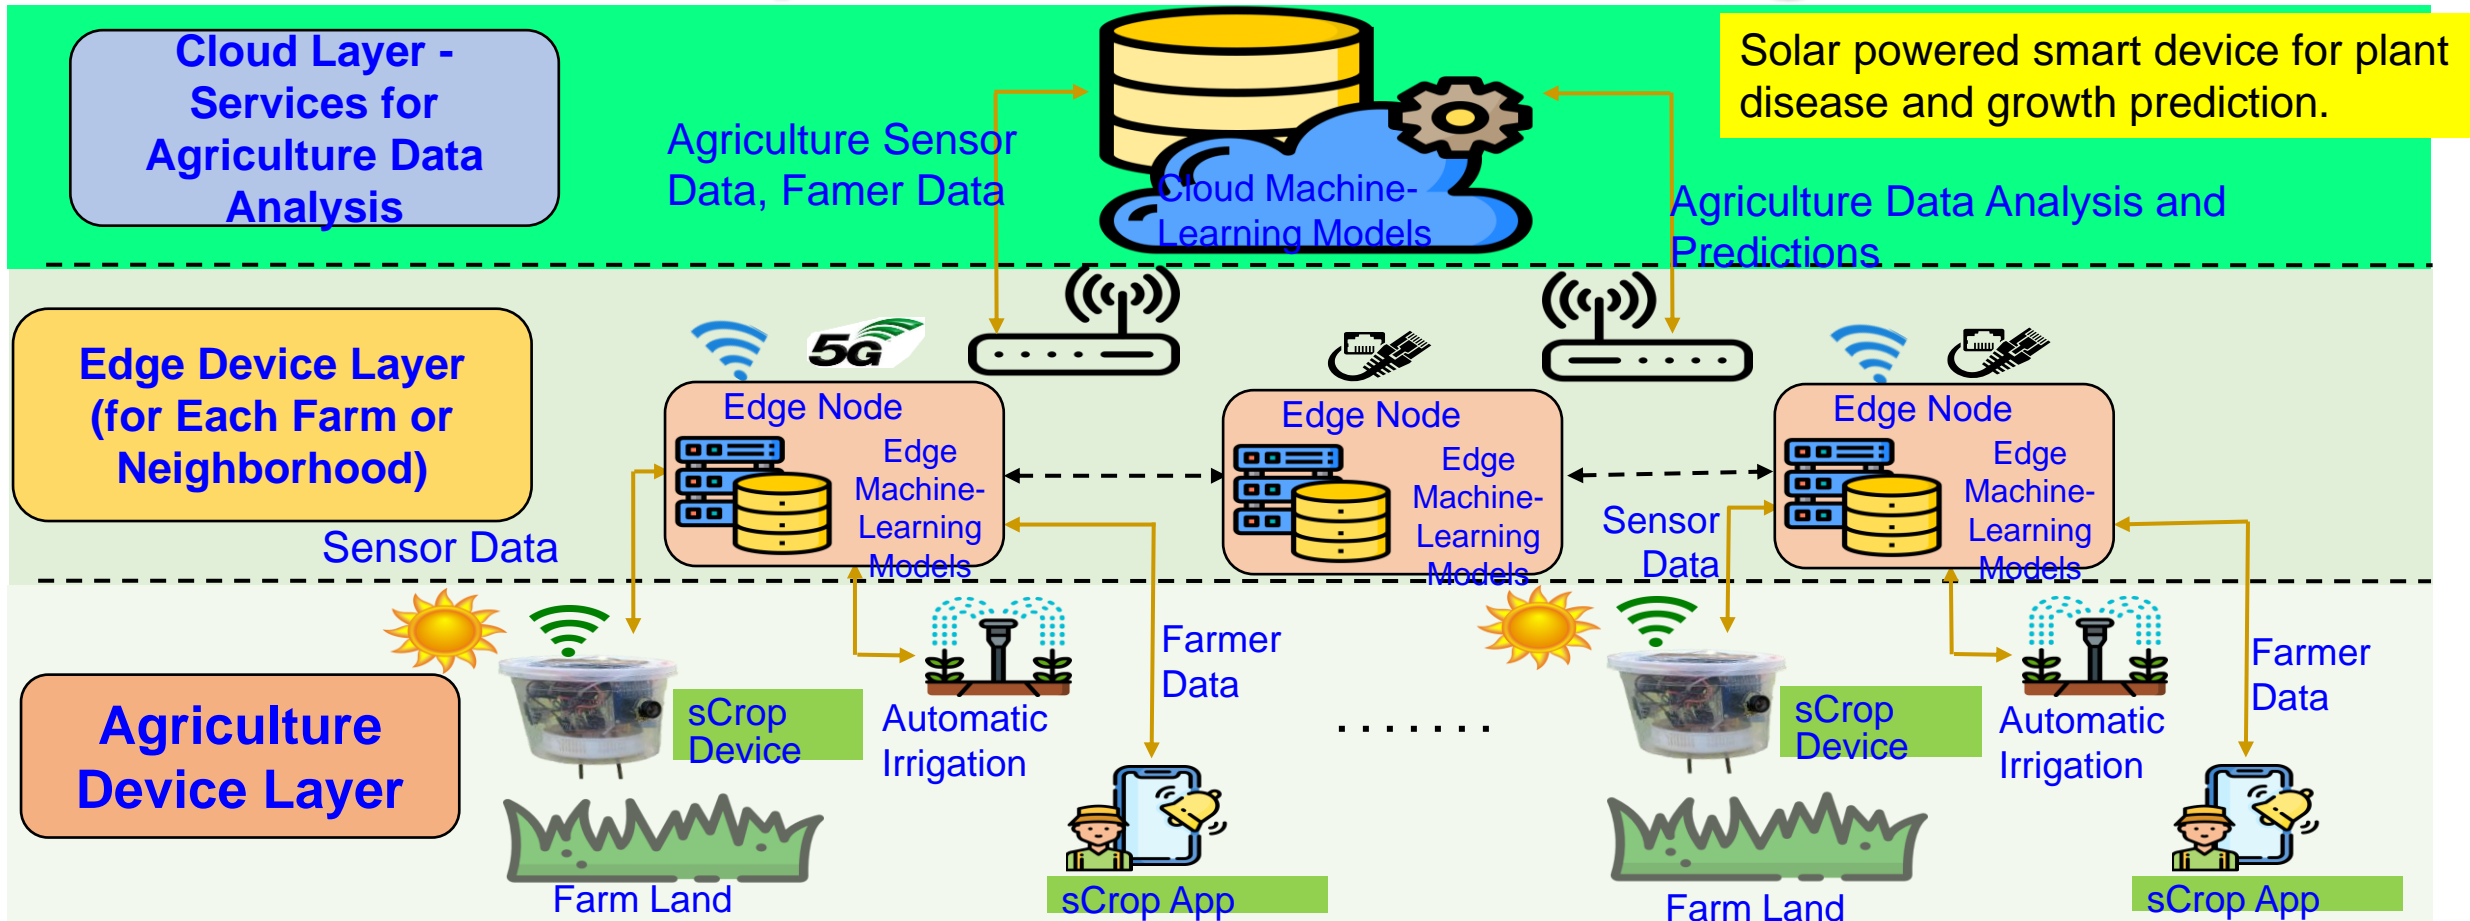 Cloud Layer -
Services for
Agriculture Data
Analysis
Agriculture Sensor
Data, Famer Data
Cloud Machine-
Learning Models
Solar powered smart device for plant
disease and growth prediction.
Agriculture Data Analysis and
Predictions
Edge Device Layer
(for Each Farm or
Neighborhood)
5G
Edge Node
Edge
Machine-
Learning
Models
Edge Node
Edge
Machine-
Learning
Models
Edge Node
Edge
Machine-
Learning
Models
Sensor Data
Sensor
Data
Agriculture
Device Layer
sCrop
Device
Automatic
Irrigation
Farmer
Data
. . . . . . .
sCrop
Device
Automatic
Irrigation
Farmer
Data
Farm Land
sCrop App
Farm Land
sCrop App